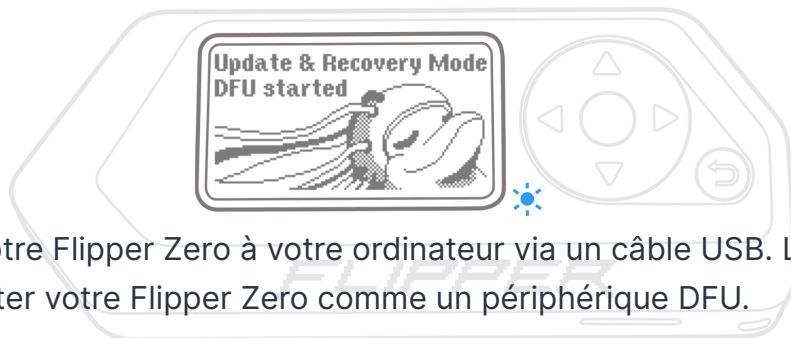 Update & Recovery Mode
DFU started
otre Flipper Zero à votre ordinateur via un câble USB. L
FLIPPER
ter votre Flipper Zero comme un périphérique DFU.